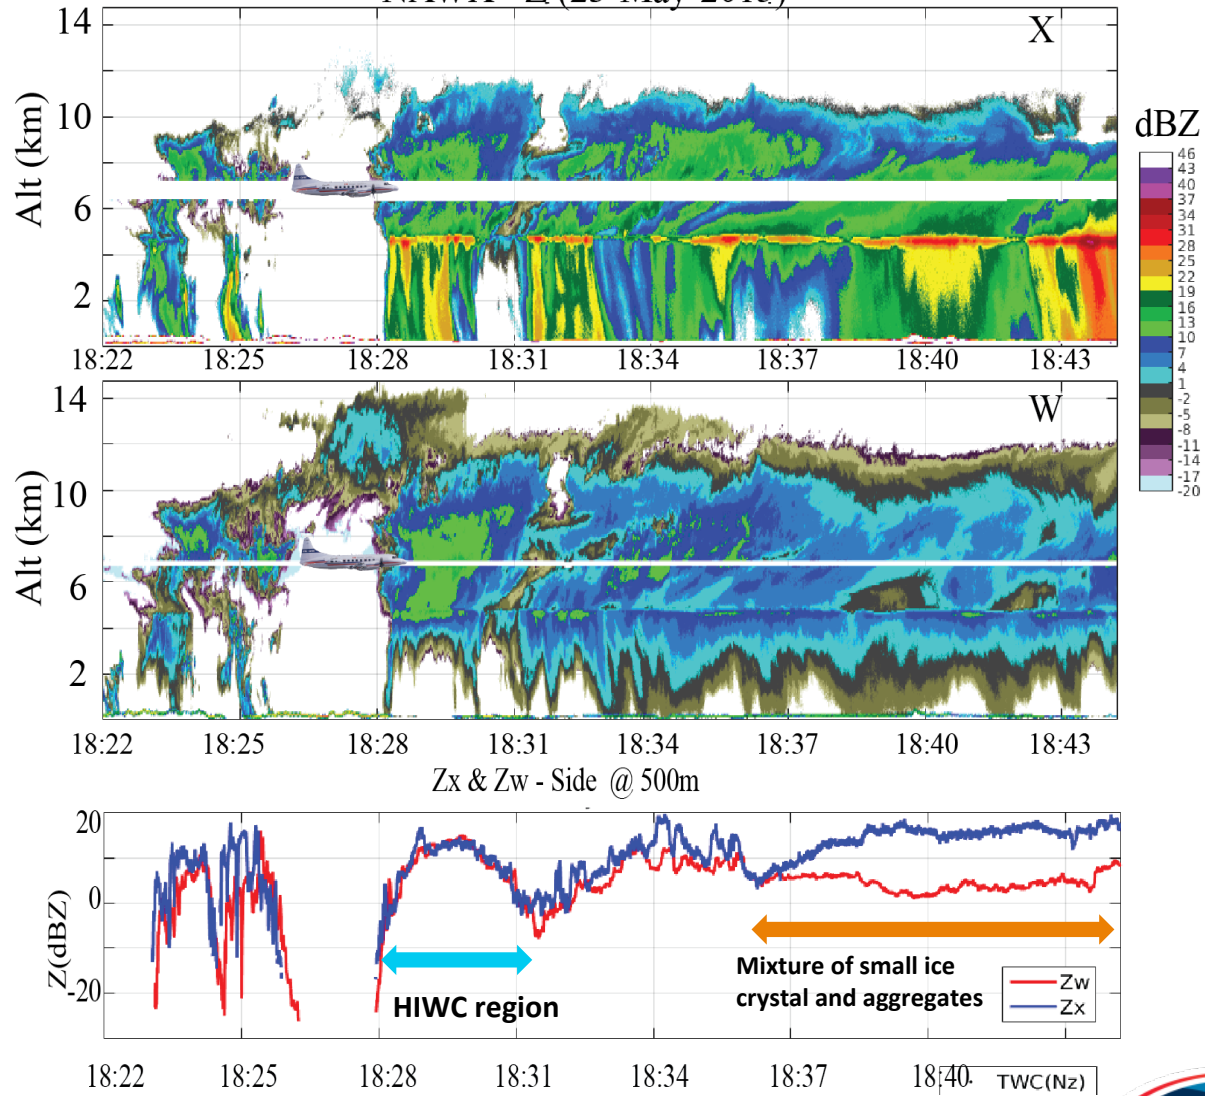 X
14
10
6
2
Alt (km)
18:22 18:25 18:28 18:31 18:34 18:37 18:40 18:43
dBZ
46
43
40
37
34
31
28
25
22
19
16
13
10
7
4
1
-2
-5
-8
-11
-14
-17
-20
W
14
10
6
2
Alt (km)
18:22 18:25 18:28 18:31 18:34 18:37 18:40 18:43
Zx & Zw - Side @ 500m
20
0
-20
Z(dBZ)
HIWC region
Mixture of small ice
crystal and aggregates
Zw
Zx
18:22 18:25 18:28 18:31 18:34 18:37 18:40
TWC(Nz)